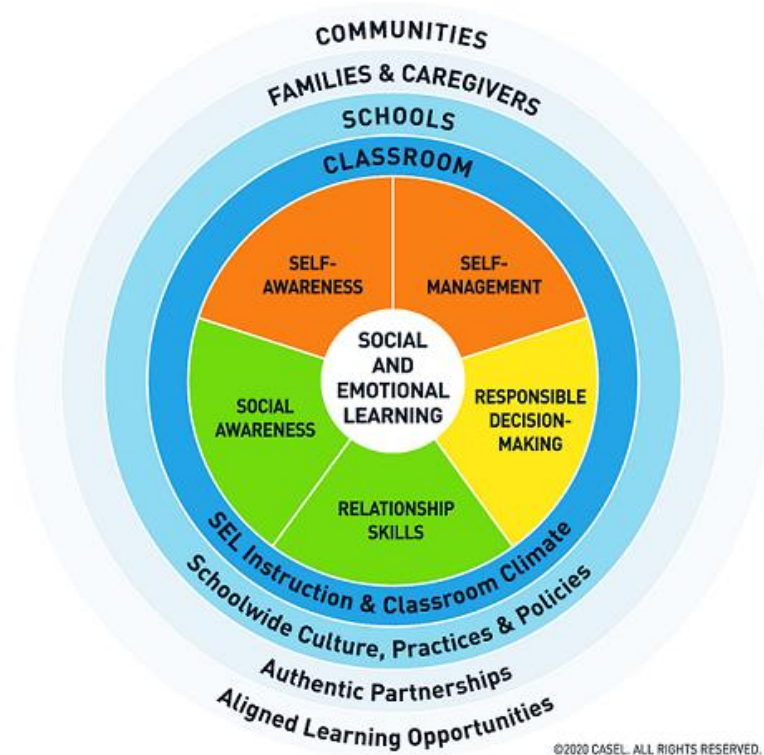 COMMUNITIES
FAMILIES & CAREGIVERS
SCHOOLS
CLASSROOM
SELF-
AWARENESS
SELF-
MANAGEMENT
SOCIAL
AND
EMOTIONAL
LEARNING
SOCIAL
AWARENESS
RESPONSIBLE
DECISION-
MAKING
RELATIONSHIP
SKILLS
SEL Instruction & Classroom Climate
Schoolwide Culture, Practices & Policies
Authentic Partnerships
Aligned Learning Opportunities
©2020 CASEL. ALL RIGHTS RESERVED.